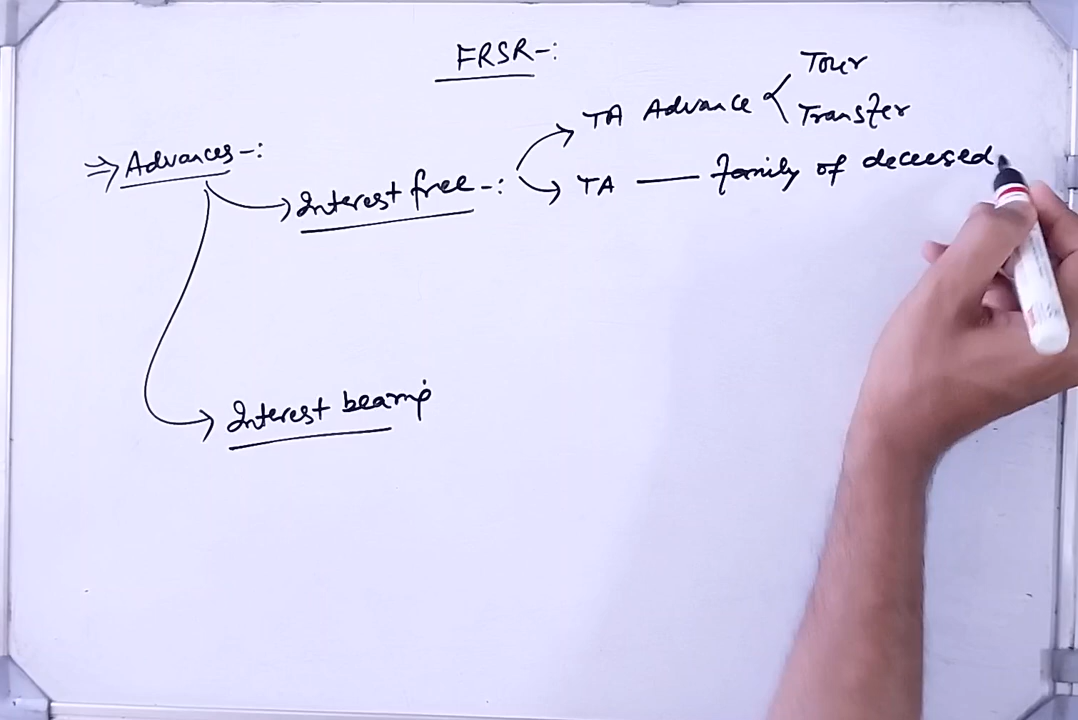 FRSR-:
Tour
TA Advance
Transfer
⇒ Advances-:
Interest free-:
TA — family of deceased
Interest bearing